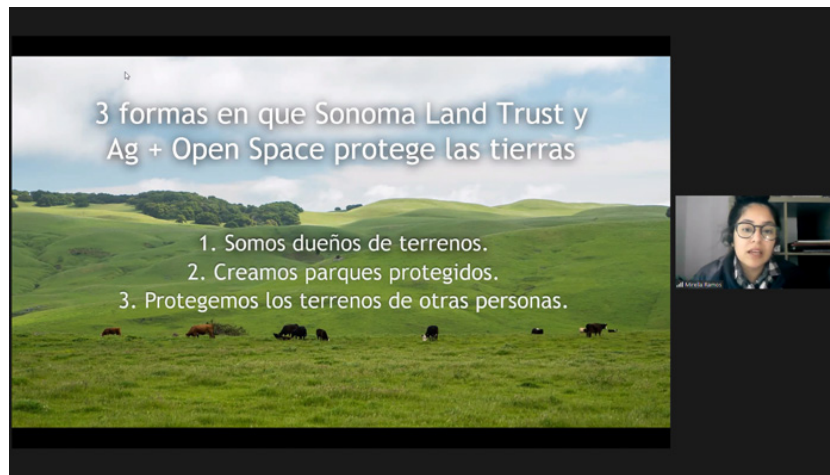 3 formas en que Sonoma Land Trust y
Ag + Open Space protege las tierras
1. Somos dueños de terrenos.
2. Creamos parques protegidos.
3. Protegemos los terrenos de otras personas.
Mirella Ramos